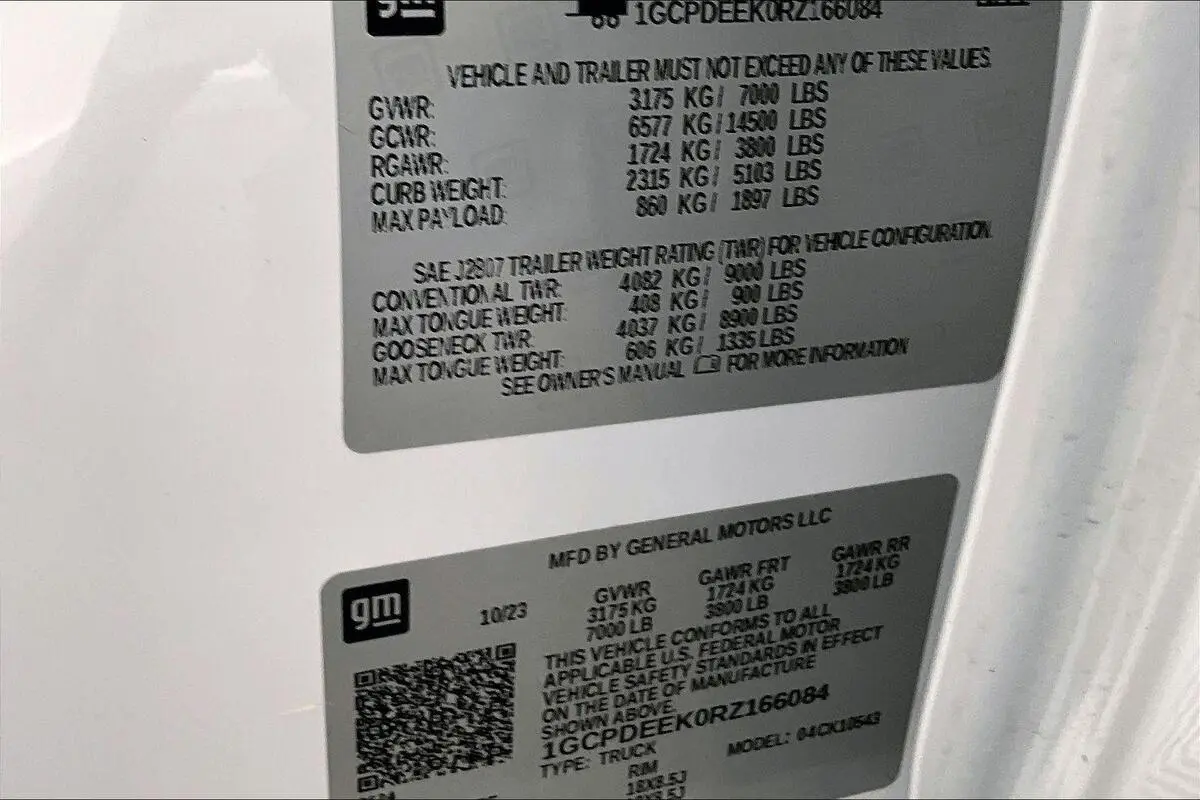 gm
1GCPDEEK0RZ166084
VEHICLE AND TRAILER MUST NOT EXCEED ANY OF THESE VALUES.
GVWR: 3175 KG/ 7000 LBS
GCWR: 6577 KG/14500 LBS
RGAWR: 1724 KG/ 3800 LBS
CURB WEIGHT: 2315 KG/ 5103 LBS
MAX PAYLOAD: 860 KG/ 1897 LBS
SAE J2807 TRAILER WEIGHT RATING (TWR) FOR VEHICLE CONFIGURATION.
CONVENTIONAL TWR: 4082 KG/ 9000 LBS
MAX TONGUE WEIGHT: 408 KG/ 900 LBS
GOOSENECK TWR: 4037 KG/ 8900 LBS
MAX TONGUE WEIGHT: 606 KG/ 1335 LBS
SEE OWNER'S MANUAL FOR MORE INFORMATION
MFD BY GENERAL MOTORS LLC
gm 10/23 GVWR GAWR FRT GAWR RR
3175 KG 1724 KG 1724 KG
7000 LB 3800 LB 3800 LB
THIS VEHICLE CONFORMS TO ALL
APPLICABLE U.S. FEDERAL MOTOR
VEHICLE SAFETY STANDARDS IN EFFECT
ON THE DATE OF MANUFACTURE
SHOWN ABOVE.
1GCPDEEK0RZ166084
TYPE: TRUCK MODEL: 04CK10543
RIM
18X8.5J